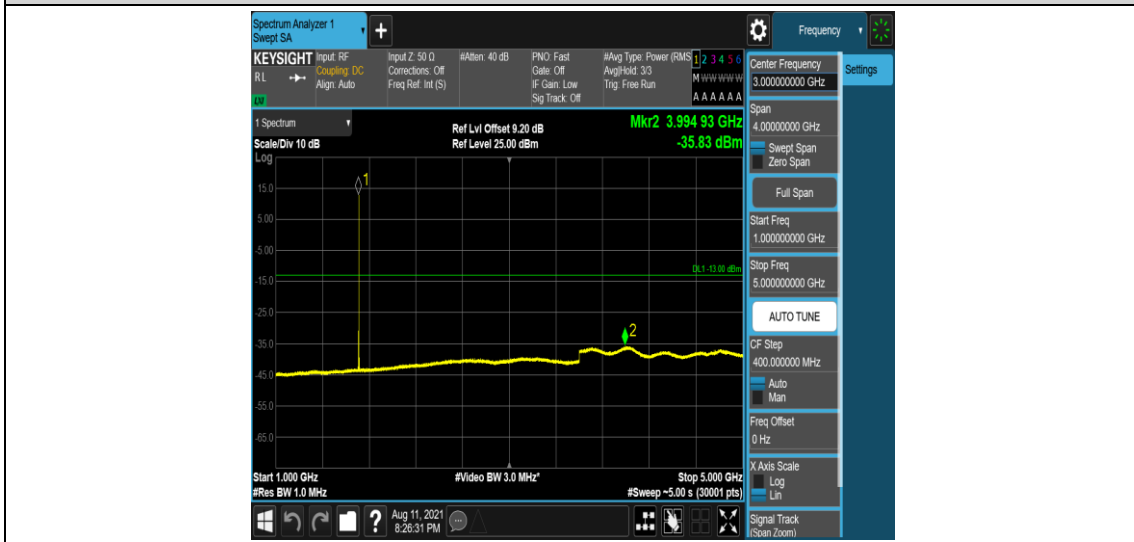 Spectrum Analyzer 1
Swept SA
+
Frequency
KEYSIGHT
RL
LXI
Input: RF
Coupling: DC
Align: Auto
Input Z: 50 Ω
Corrections: Off
Freq Ref: Int (S)
#Atten: 40 dB
PNO: Fast
Gate: Off
IF Gain: Low
Sig Track: Off
#Avg Type: Power (RMS
Avg|Hold: 3/3
Trig: Free Run
1 2 3 4 5 6
M W W W W W
A A A A A A
1 Spectrum
Scale/Div 10 dB
Log
Ref Lvl Offset 9.20 dB
Ref Level 25.00 dBm
Mkr2 3.994 93 GHz
-35.83 dBm
15.0
5.00
-5.00
-15.0
-25.0
-35.0
-45.0
-55.0
-65.0
1
DL1 -13.00 dBm
2
Start 1.000 GHz
#Res BW 1.0 MHz
#Video BW 3.0 MHz*
Stop 5.000 GHz
#Sweep ~5.00 s (30001 pts)
Center Frequency
3.000000000 GHz
Settings
Span
4.00000000 GHz
Swept Span
Zero Span
Full Span
Start Freq
1.000000000 GHz
Stop Freq
5.000000000 GHz
AUTO TUNE
CF Step
400.000000 MHz
Auto
Man
Freq Offset
0 Hz
X Axis Scale
Log
Lin
Signal Track
(Span Zoom)
?
Aug 11, 2021
8:26:31 PM